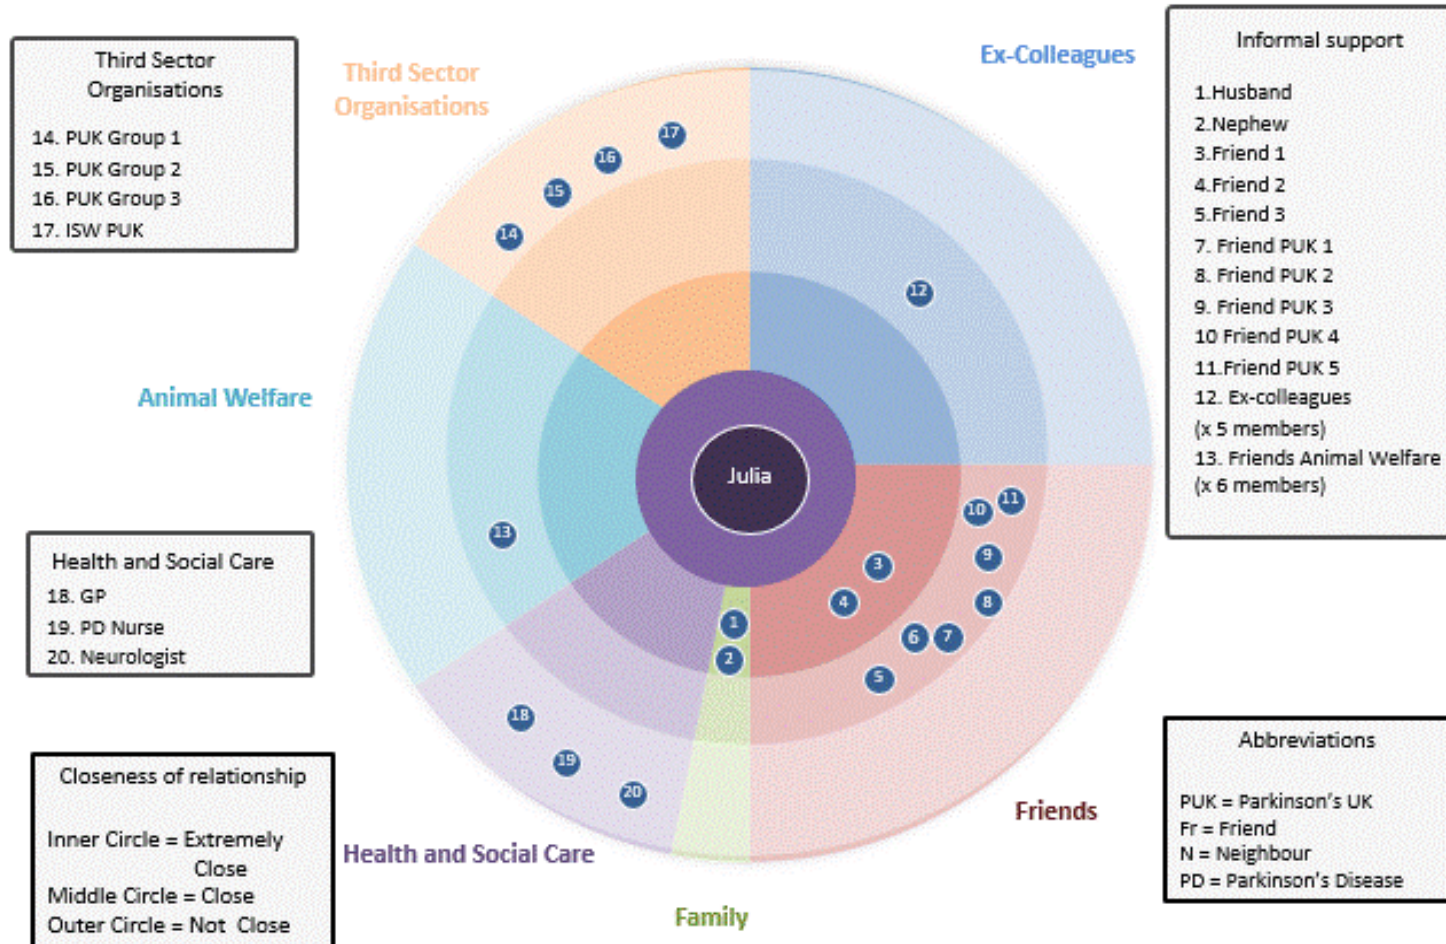 Third Sector
Organisations
14. PUK Group 1
15. PUK Group 2
16. PUK Group 3
17. ISW PUK
Third Sector
Organisations
Ex-Colleagues
Informal support
1.Husband
2.Nephew
3.Friend 1
4.Friend 2
5.Friend 3
7. Friend PUK 1
8. Friend PUK 2
9. Friend PUK 3
10 Friend PUK 4
11.Friend PUK 5
12. Ex-colleagues
(x 5 members)
13. Friends Animal Welfare
(x 6 members)
17
16
15
14
12
Animal Welfare
Julia
13
11
10
9
8
3
4
6
7
5
1
2
18
19
20
Health and Social Care
18. GP
19. PD Nurse
20. Neurologist
Closeness of relationship
Inner Circle = Extremely
Close
Middle Circle = Close
Outer Circle = Not Close
Health and Social Care
Family
Friends
Abbreviations
PUK = Parkinson's UK
Fr = Friend
N = Neighbour
PD = Parkinson's Disease